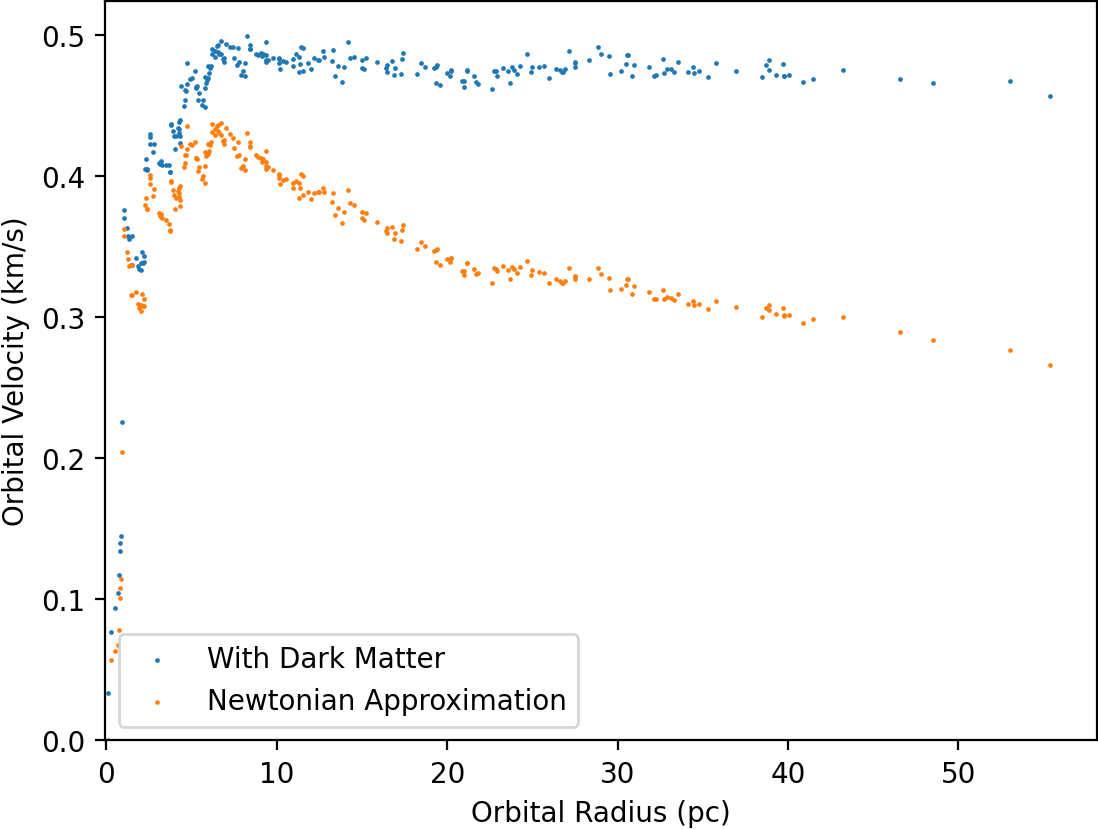 0.5
0.4
0.3
0.2
0.1
0.0
Orbital Velocity (km/s)
With Dark Matter
Newtonian Approximation
0 10 20 30 40 50
Orbital Radius (pc)